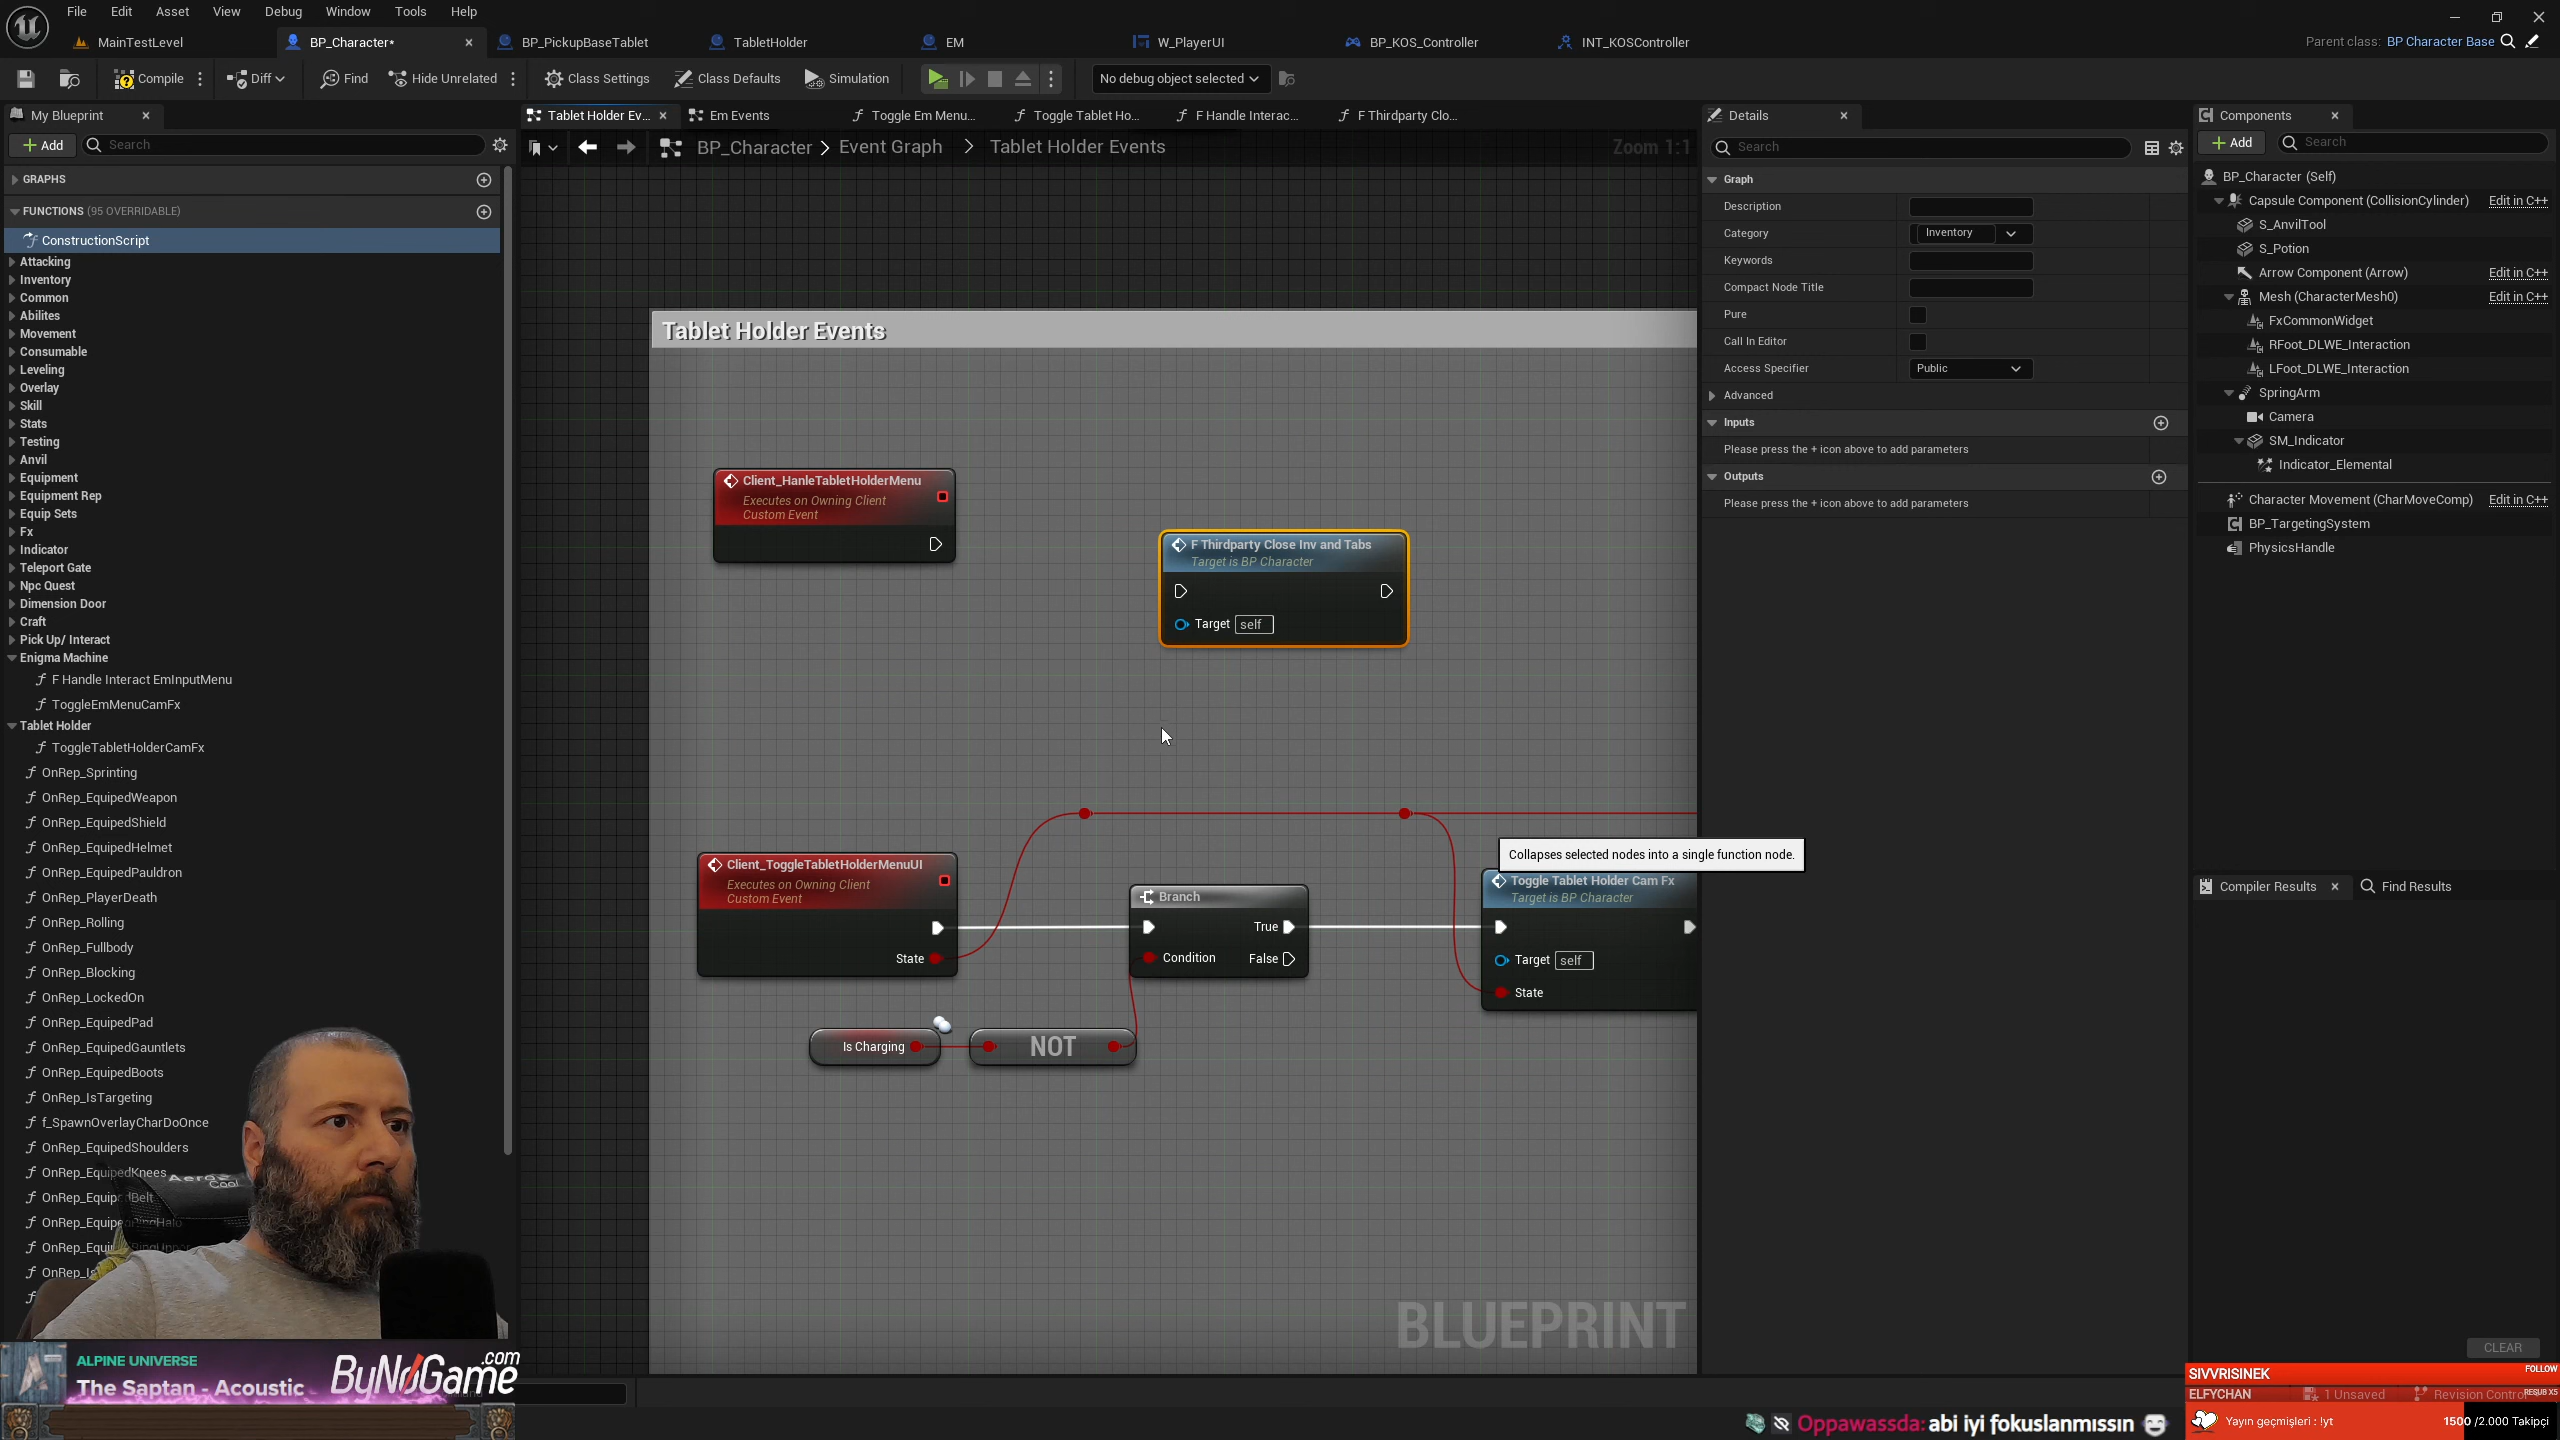 File Edit View Asset Debug Window Tools Help
MainTestLevel
BP_Character*
BP_PickupBaseTablet
TabletHolder
EM
W_PlayerUI
BP_KOS_Controller
INT_KOSController
Parent class: BP Character Base
Compile
Diff
Find
Hide Unrelated
Class Settings
Class Defaults
Simulation
No debug object selected
My Blueprint
Add
Search
GRAPHS
FUNCTIONS (95 OVERRIDABLE)
ConstructionScript
Attacking
Inventory
Common
Abilites
Movement
Consumable
Leveling
Overlay
Skill
Stats
Testing
Anvil
Equipment
Equipment Rep
Equip Sets
Fx
Indicator
Teleport Gate
Npc Quest
Dimension Door
Craft
Pick Up/ Interact
Enigma Machine
F Handle Interact EmInputMenu
ToggleEmMenuCamFx
Tablet Holder
ToggleTabletHolderCamFx
OnRep_Sprinting
OnRep_EquipedWeapon
OnRep_EquipedShield
OnRep_EquipedHelmet
OnRep_EquipedPauldron
OnRep_PlayerDeath
OnRep_Rolling
OnRep_Fullbody
OnRep_Blocking
OnRep_LockedOn
OnRep_EquipedPad
OnRep_EquipedGauntlets
OnRep_EquipedBoots
OnRep_IsTargeting
f_SpawnOverlayCharDoOnce
OnRep_EquipedShoulders
OnRep_EquipedKnees
OnRep_EquipedBelt
Tablet Holder Ev...
Em Events
Toggle Em Menu...
Toggle Tablet Ho...
F Handle Interac...
F Thirdparty Clo...
BP_Character > Event Graph > Tablet Holder Events
Zoom 1:1
Tablet Holder Events
Client_HanleTabletHolderMenu
Executes on Owning Client
Custom Event
F Thirdparty Close Inv and Tabs
Target is BP Character
Target self
Client_ToggleTabletHolderMenuUI
Executes on Owning Client
Custom Event
State
Branch
True
Condition
False
Is Charging
NOT
Collapses selected nodes into a single function node.
Toggle Tablet Holder Cam Fx
Target is BP Character
Target self
State
BLUEPRINT
Details
Search
Graph
Description
Category Inventory
Keywords
Compact Node Title
Pure
Call In Editor
Access Specifier Public
Advanced
Inputs
Please press the + icon above to add parameters
Outputs
Please press the + icon above to add parameters
Components
Add
Search
BP_Character (Self)
Capsule Component (CollisionCylinder) Edit in C++
S_AnvilTool
S_Potion
Arrow Component (Arrow) Edit in C++
Mesh (CharacterMesh0) Edit in C++
FxCommonWidget
RFoot_DLWE_Interaction
LFoot_DLWE_Interaction
SpringArm
Camera
SM_Indicator
Indicator_Elemental
Character Movement (CharMoveComp) Edit in C++
BP_TargetingSystem
PhysicsHandle
Compiler Results
Find Results
CLEAR
Aero
Cool
ALPINE UNIVERSE
The Saptan - Acoustic
ByNoGame.com
SIVVRISINEK FOLLOW
ELFYCHAN 1 Unsaved Revision Control RESUB X5
Yayın geçmişleri : !yt 1500 /2.000 Takipçi
Oppawassda: abi iyi fokuslanmıssın